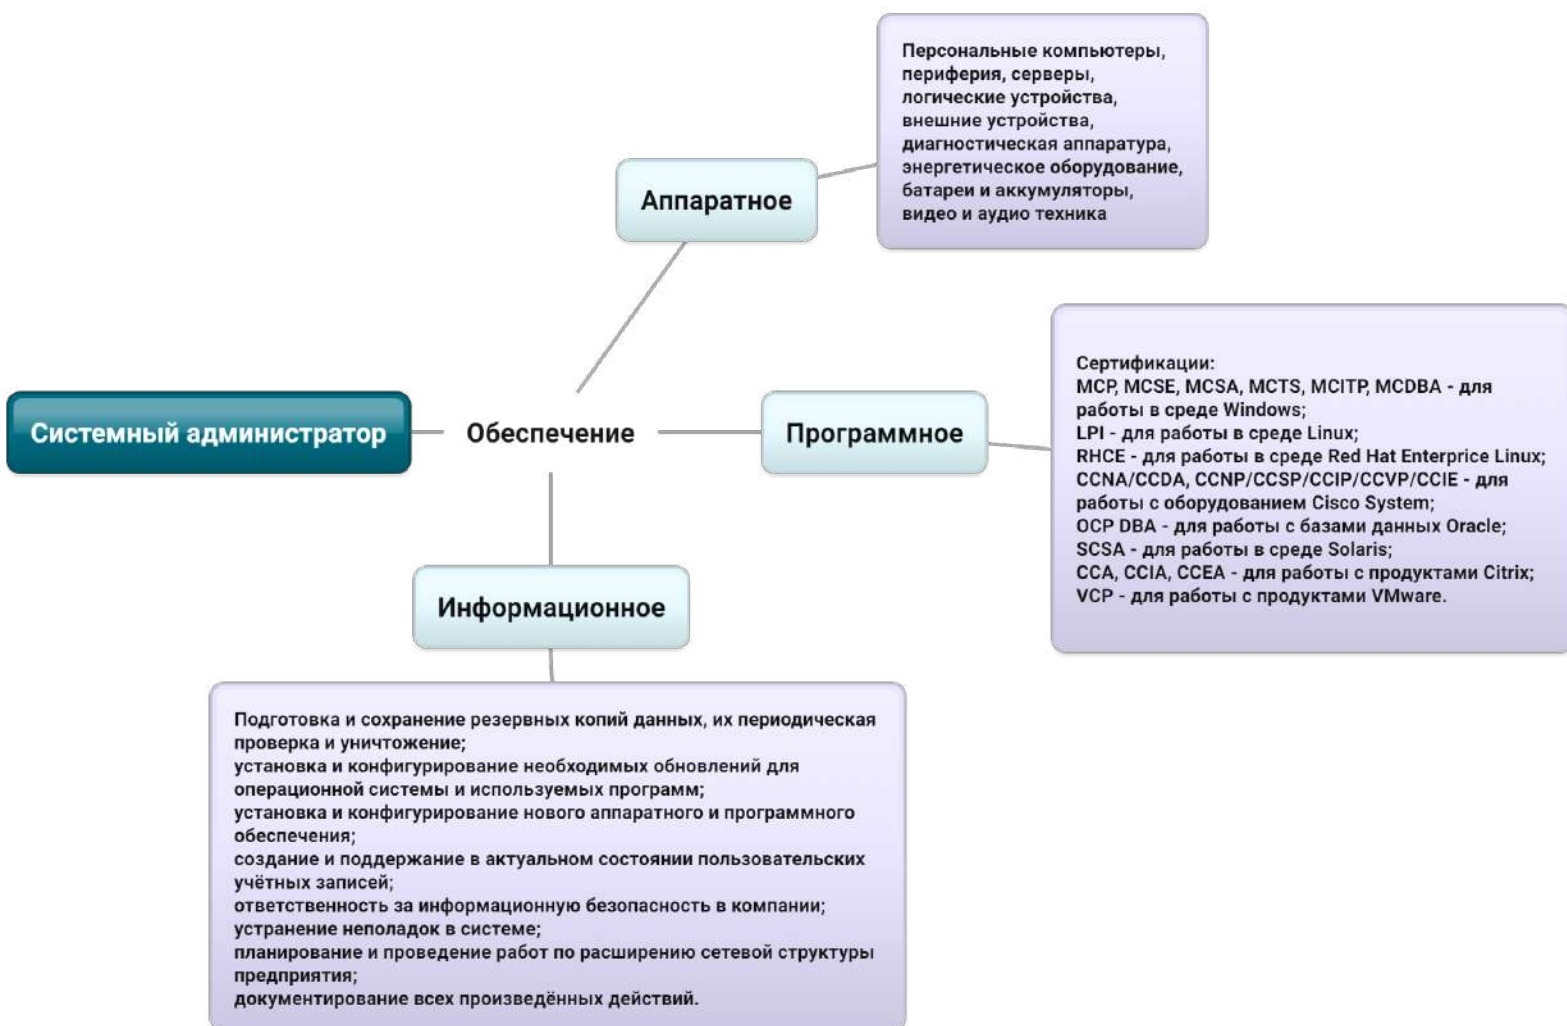 Персональные компьютеры,
периферия, серверы,
логические устройства,
внешние устройства,
диагностическая аппаратура,
энергетическое оборудование,
батареи и аккумуляторы,
видео и аудио техника
Аппаратное
Системный администратор
Обеспечение
Программное
Сертификации:
MCP, MCSE, MCSA, MCTS, MCITP, MCDBA - для
работы в среде Windows;
LPI - для работы в среде Linux;
RHCE - для работы в среде Red Hat Enterprice Linux;
CCNA/CCDA, CCNP/CCSP/CCIP/CCVP/CCIE - для
работы с оборудованием Cisco System;
OCP DBA - для работы с базами данных Oracle;
SCSA - для работы в среде Solaris;
CCA, CCIA, CCEA - для работы с продуктами Citrix;
VCP - для работы с продуктами VMware.
Информационное
Подготовка и сохранение резервных копий данных, их периодическая
проверка и уничтожение;
установка и конфигурирование необходимых обновлений для
операционной системы и используемых программ;
установка и конфигурирование нового аппаратного и программного
обеспечения;
создание и поддержание в актуальном состоянии пользовательских
учётных записей;
ответственность за информационную безопасность в компании;
устранение неполадок в системе;
планирование и проведение работ по расширению сетевой структуры
предприятия;
документирование всех произведённых действий.